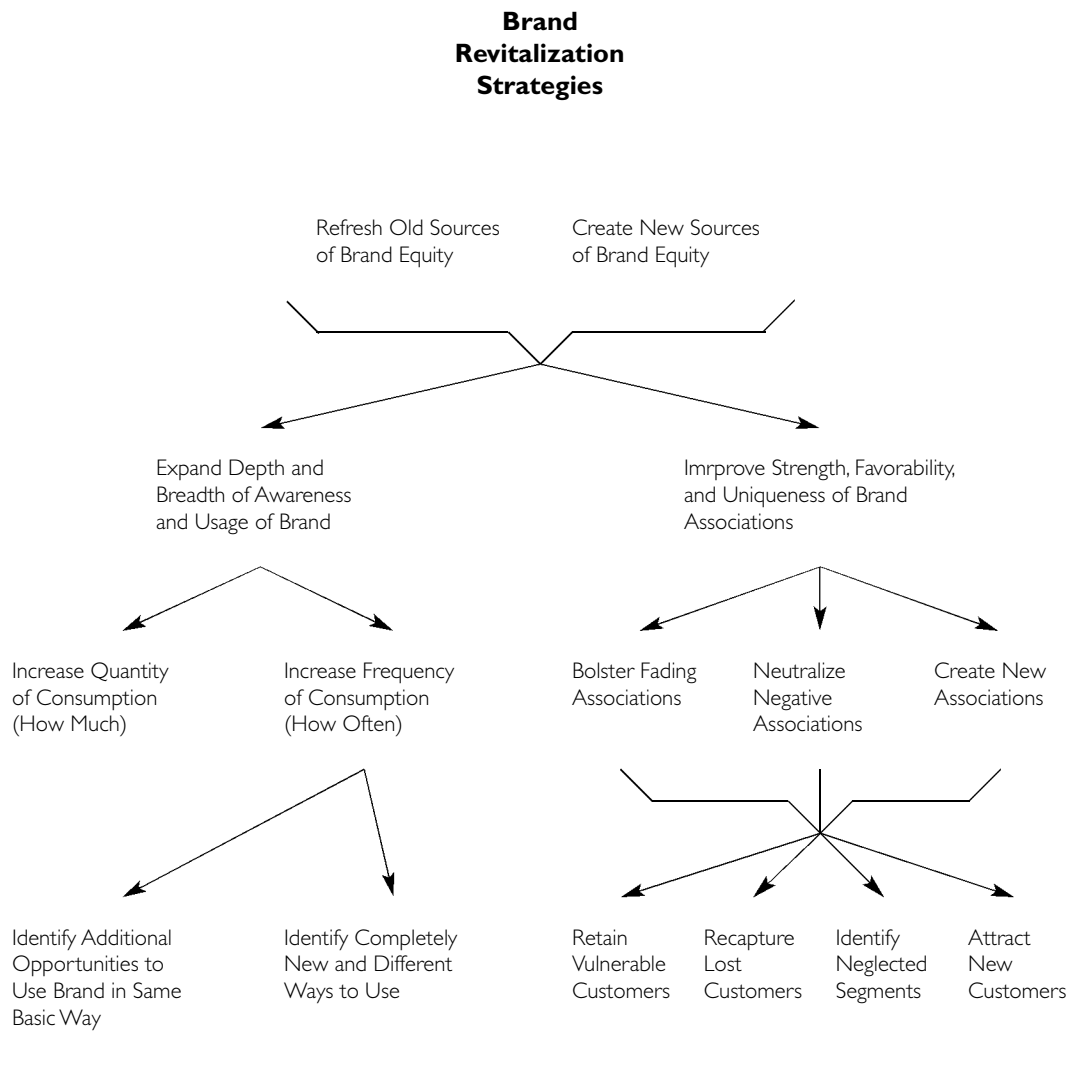 Brand
Revitalization
Strategies
Refresh Old Sources
of Brand Equity
Create New Sources
of Brand Equity
Expand Depth and
Breadth of Awareness
and Usage of Brand
Imrprove Strength, Favorability,
and Uniqueness of Brand
Associations
Increase Quantity
of Consumption
(How Much)
Increase Frequency
of Consumption
(How Often)
Bolster Fading
Associations
Neutralize
Negative
Associations
Create New
Associations
Identify Additional
Opportunities to
Use Brand in Same
Basic Way
Identify Completely
New and Different
Ways to Use
Retain
Vulnerable
Customers
Recapture
Lost
Customers
Identify
Neglected
Segments
Attract
New
Customers